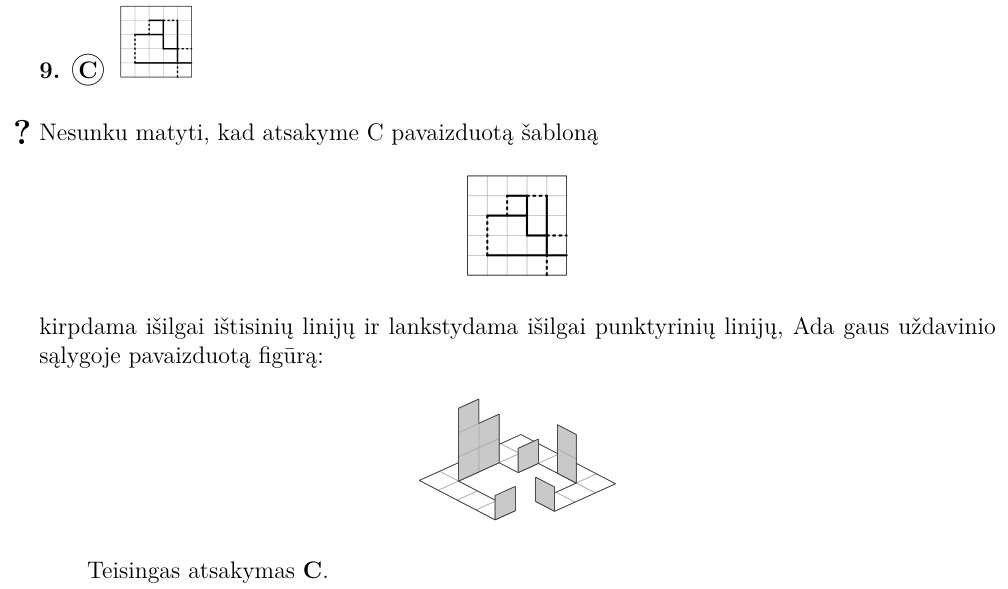 9. C
? Nesunku matyti, kad atsakyme C pavaizduotą šabloną
kirpdama išilgai ištisinių linijų ir lankstydama išilgai punktyrinių linijų, Ada gaus uždavinio
sąlygoje pavaizduotą figūrą:
Teisingas atsakymas C.